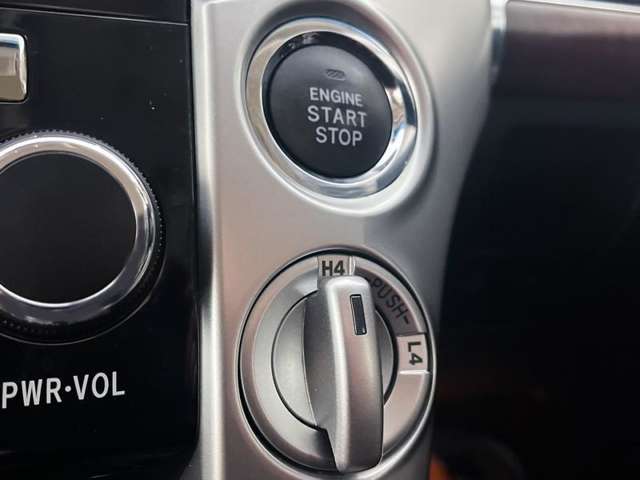 ENGINE
START
STOP
H4
PUSH-
L4
PWR·VOL